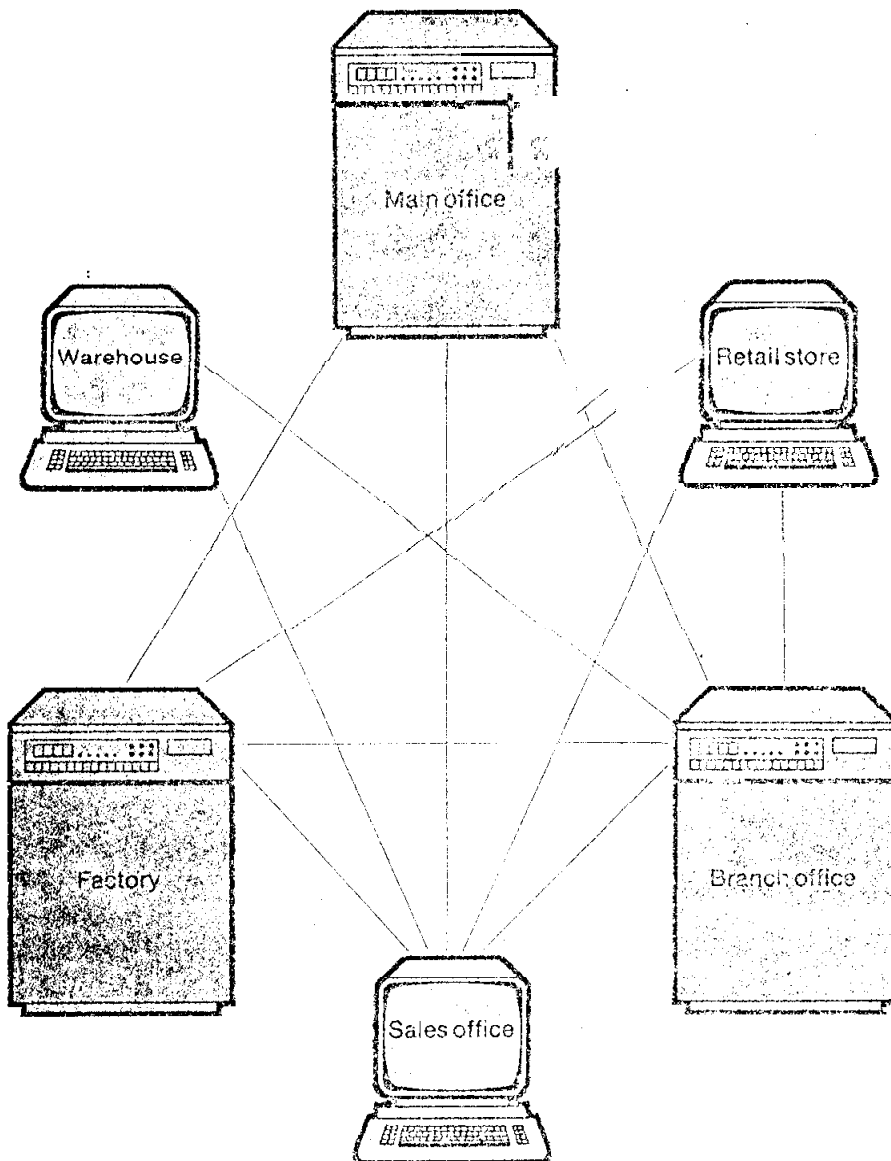 Main office
Warehouse
Retail store
Factory
Branch office
Sales office